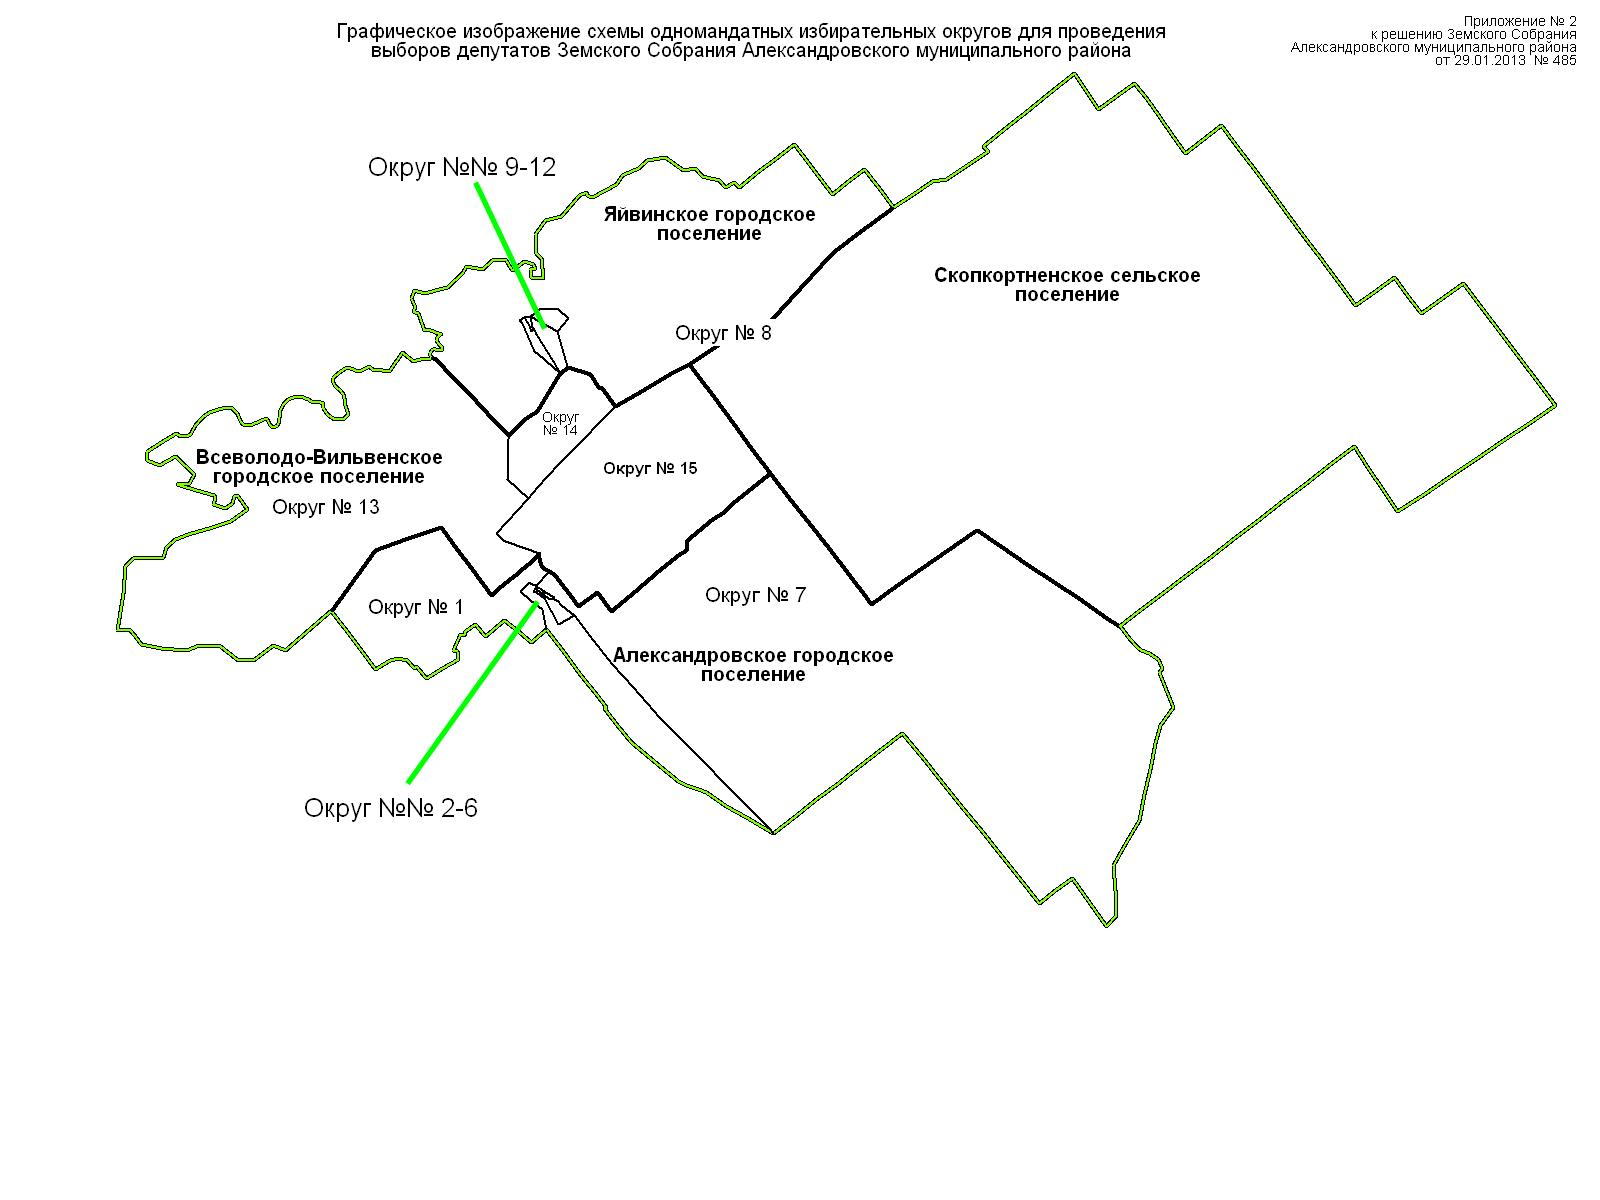 Приложение № 2
к решению Земского Собрания
Александровского муниципального района
от 29.01.2013 № 485
Графическое изображение схемы одномандатных избирательных округов для проведения
выборов депутатов Земского Собрания Александровского муниципального района
Округ №№ 9-12
Яйвинское городское
поселение
Скопкортненское сельское
поселение
Округ № 8
Округ
№ 14
Всеволодо-Вильвенское
городское поселение
Округ № 15
Округ № 13
Округ № 1
Округ № 7
Александровское городское
поселение
Округ №№ 2-6